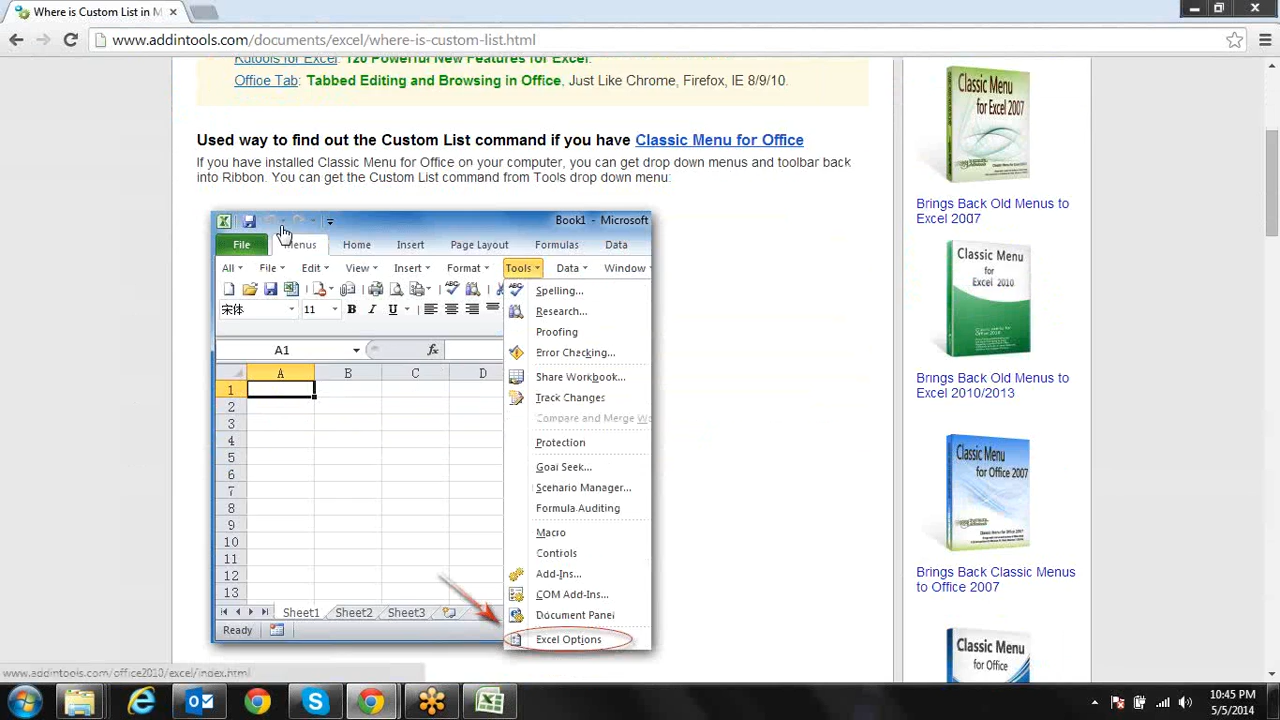 Where is Custom List in M
www.addintools.com/documents/excel/where-is-custom-list.html
Kutools for Excel: 120 Powerful New Features for Excel.
Office Tab: Tabbed Editing and Browsing in Office, Just Like Chrome, Firefox, IE 8/9/10.
Used way to find out the Custom List command if you have Classic Menu for Office
If you have installed Classic Menu for Office on your computer, you can get drop down menus and toolbar back
into Ribbon. You can get the Custom List command from Tools drop down menu:
Book1 - Microsoft
File Menus Home Insert Page Layout Formulas Data
All File Edit View Insert Format Tools Data Window
宋体 11 B I U
A1 fx
A B C D
1
2
3
4
5
6
7
8
9
10
11
12
13
Spelling...
Research...
Proofing
Error Checking...
Share Workbook...
Track Changes
Compare and Merge Wo
Protection
Goal Seek...
Scenario Manager...
Formula Auditing
Macro
Controls
Add-Ins...
COM Add-Ins...
Document Panel
Excel Options
Sheet1 Sheet2 Sheet3
Ready
Classic Menu
for Excel 2007
Brings Back Old Menus to
Excel 2007
Classic Menu
for
Excel 2010
Brings Back Old Menus to
Excel 2010/2013
Classic Menu
for Office 2007
Brings Back Classic Menus
to Office 2007
Classic Menu
for Office
www.addintools.com/office2010/excel/index.html
10:45 PM
5/5/2014